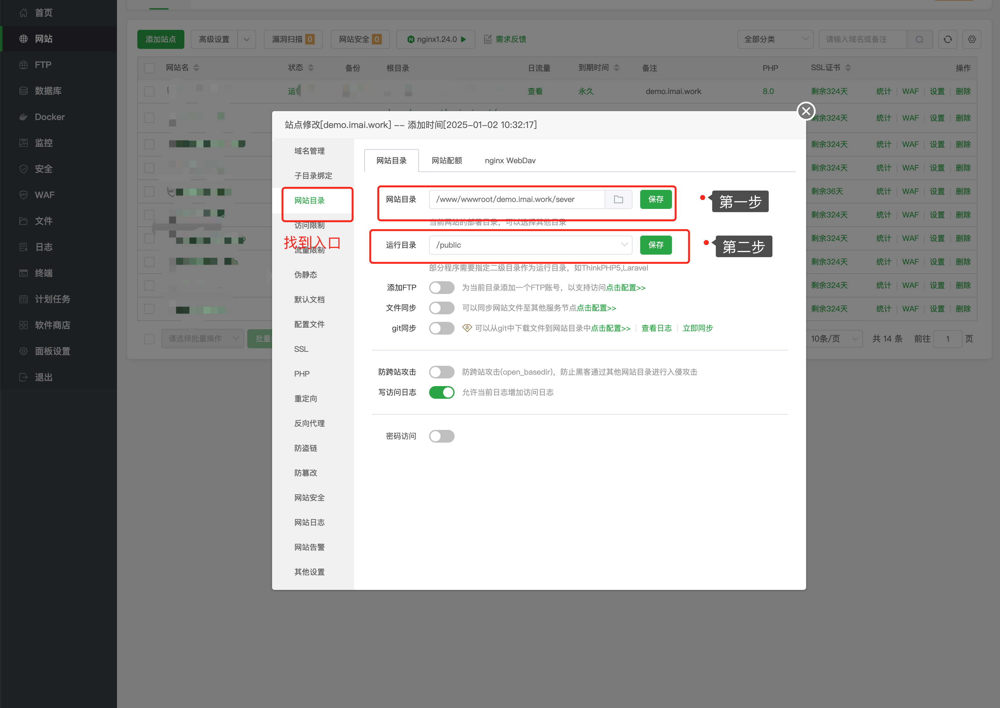 首页
网站
FTP
数据库
Docker
监控
安全
WAF
文件
日志
终端
计划任务
软件商店
面板设置
退出
添加站点 高级设置 漏洞扫描 0 网站安全 0 nginx1.24.0 需求反馈 全部分类 请输入域名或备注
网站名 状态 备份 根目录 日流量 到期时间 备注 PHP SSL证书 操作
查看 永久 demo.imai.work 8.0 剩余324天 统计 WAF 设置 删除
剩余324天 统计 WAF 设置 删除
剩余324天 统计 WAF 设置 删除
剩余324天 统计 WAF 设置 删除
剩余36天 统计 WAF 设置 删除
剩余324天 统计 WAF 设置 删除
剩余324天 统计 WAF 设置 删除
剩余324天 统计 WAF 设置 删除
剩余324天 统计 WAF 设置 删除
剩余324天 统计 WAF 设置 删除
请选择批量操作 10条/页 共 14 条 前往 1 页
站点修改[demo.imai.work] -- 添加时间[2025-01-02 10:32:17]
域名管理
子目录绑定
网站目录
访问限制
找到入口
流量限制
伪静态
默认文档
配置文件
SSL
PHP
重定向
反向代理
防盗链
防篡改
网站安全
网站日志
网站告警
其他设置
网站目录 网站配额 nginx WebDav
网站目录 /www/wwwroot/demo.imai.work/sever 保存 第一步
当前网站的部署目录，可以选择其他目录
运行目录 /public 保存 第二步
部分程序需要指定二级目录作为运行目录，如ThinkPHP5,Laravel
添加FTP 为当前目录添加一个FTP账号，以支持访问点击配置>>
文件同步 可以同步网站文件至其他服务节点点击配置>>
git同步 可以从git中下载文件到网站目录中点击配置>> 查看日志 立即同步
防跨站攻击 防跨站攻击(open_basedir)，防止黑客通过其他网站目录进行入侵攻击
写访问日志 允许当前日志增加访问日志
密码访问